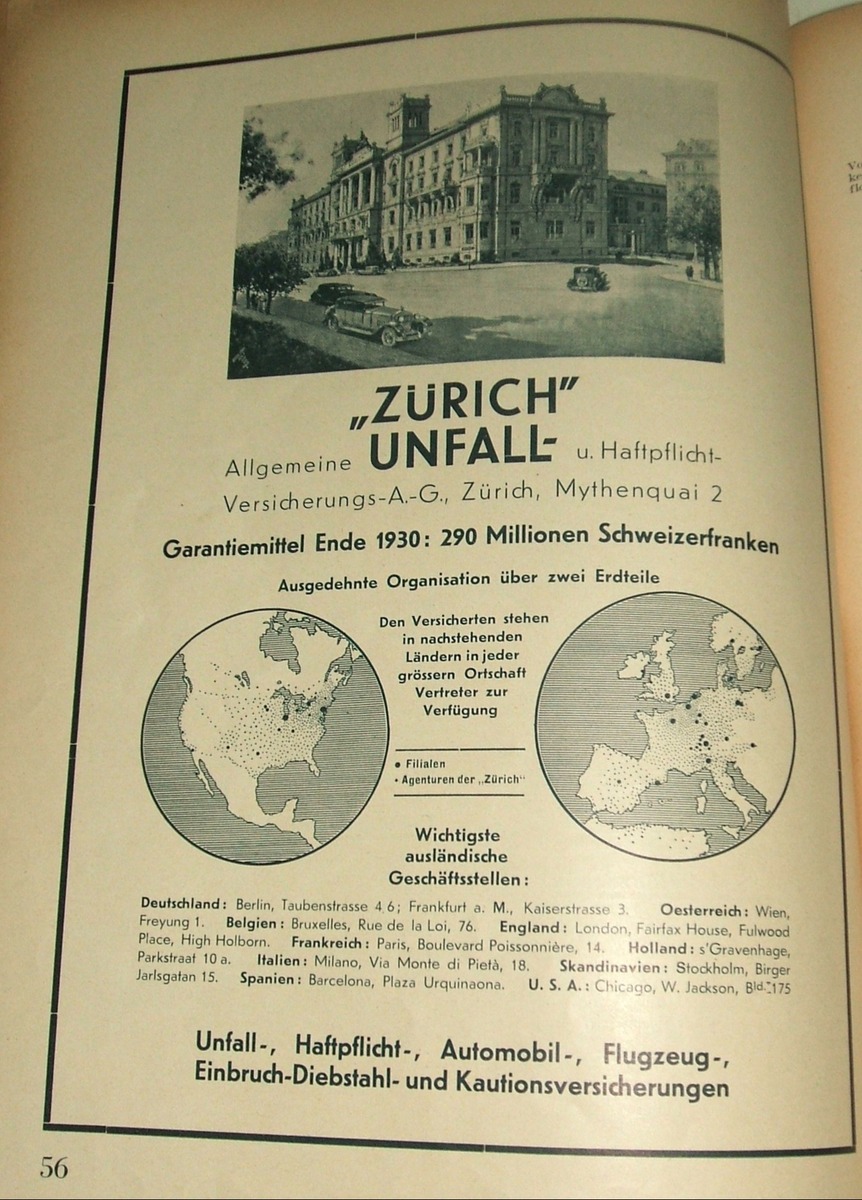 „ZÜRICH"
Allgemeine UNFALL- u. Haftpflicht-
Versicherungs-A.-G., Zürich, Mythenquai 2
Garantiemittel Ende 1930: 290 Millionen Schweizerfranken
Ausgedehnte Organisation über zwei Erdteile
Den Versicherten stehen
in nachstehenden
Ländern in jeder
grössern Ortschaft
Vertreter zur
Verfügung
• Filialen
• Agenturen der „Zürich"
Wichtigste
ausländische
Geschäftsstellen:
Deutschland: Berlin, Taubenstrasse 4/6; Frankfurt a. M., Kaiserstrasse 3. Oesterreich: Wien,
Freyung 1. Belgien: Bruxelles, Rue de la Loi, 76. England: London, Fairfax House, Fulwood
Place, High Holborn. Frankreich: Paris, Boulevard Poissonnière, 14. Holland: s'Gravenhage,
Parkstraat 10 a. Italien: Milano, Via Monte di Pietà, 18. Skandinavien: Stockholm, Birger
Jarlsgatan 15. Spanien: Barcelona, Plaza Urquinaona. U. S. A.: Chicago, W. Jackson, Bld. 175
Unfall-, Haftpflicht-, Automobil-, Flugzeug-,
Einbruch-Diebstahl- und Kautionsversicherungen
56